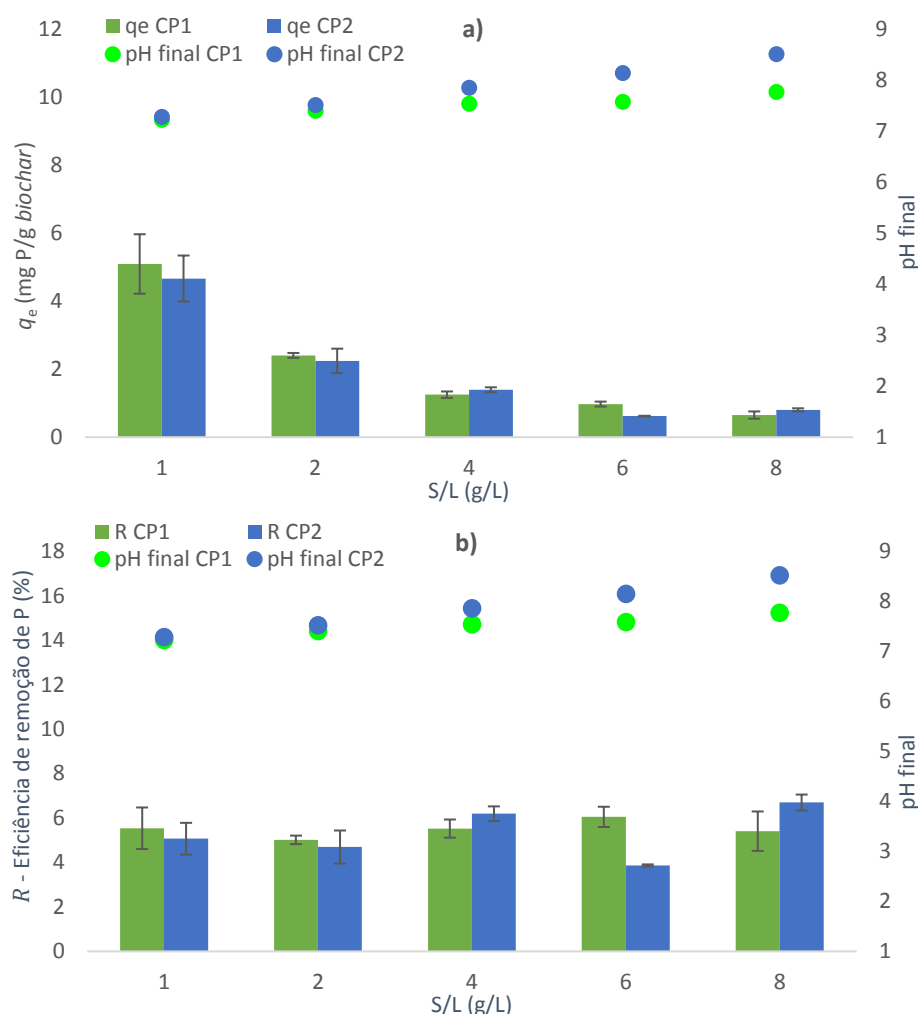 a)
qe CP1 qe CP2
pH final CP1 pH final CP2
12
10
8
6
4
2
0
qe (mg P/g biochar)
9
8
7
6
5
4
3
2
1
pH final
1 2 4 6 8
S/L (g/L)
b)
R CP1 R CP2
pH final CP1 pH final CP2
18
16
14
12
10
8
6
4
2
0
R - Eficiência de remoção de P (%)
9
8
7
6
5
4
3
2
1
pH final
1 2 4 6 8
S/L (g/L)